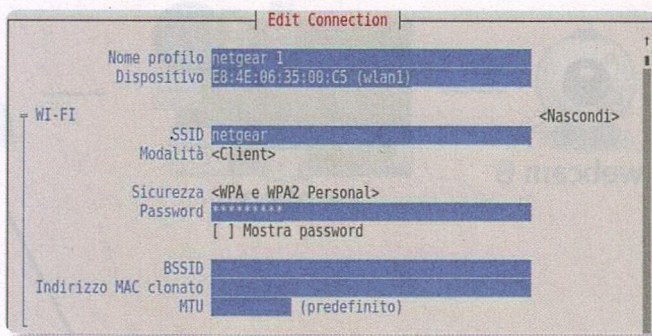 Edit Connection
Nome profilo netgear 1
Dispositivo E8:4E:06:35:08:C5 (wlan1)
WI-FI <Nascondi>
SSID netgear
Modalità <Client>
Sicurezza <WPA e WPA2 Personal>
Password *********
[ ] Mostra password
BSSID
Indirizzo MAC clonato
MTU (predefinito)